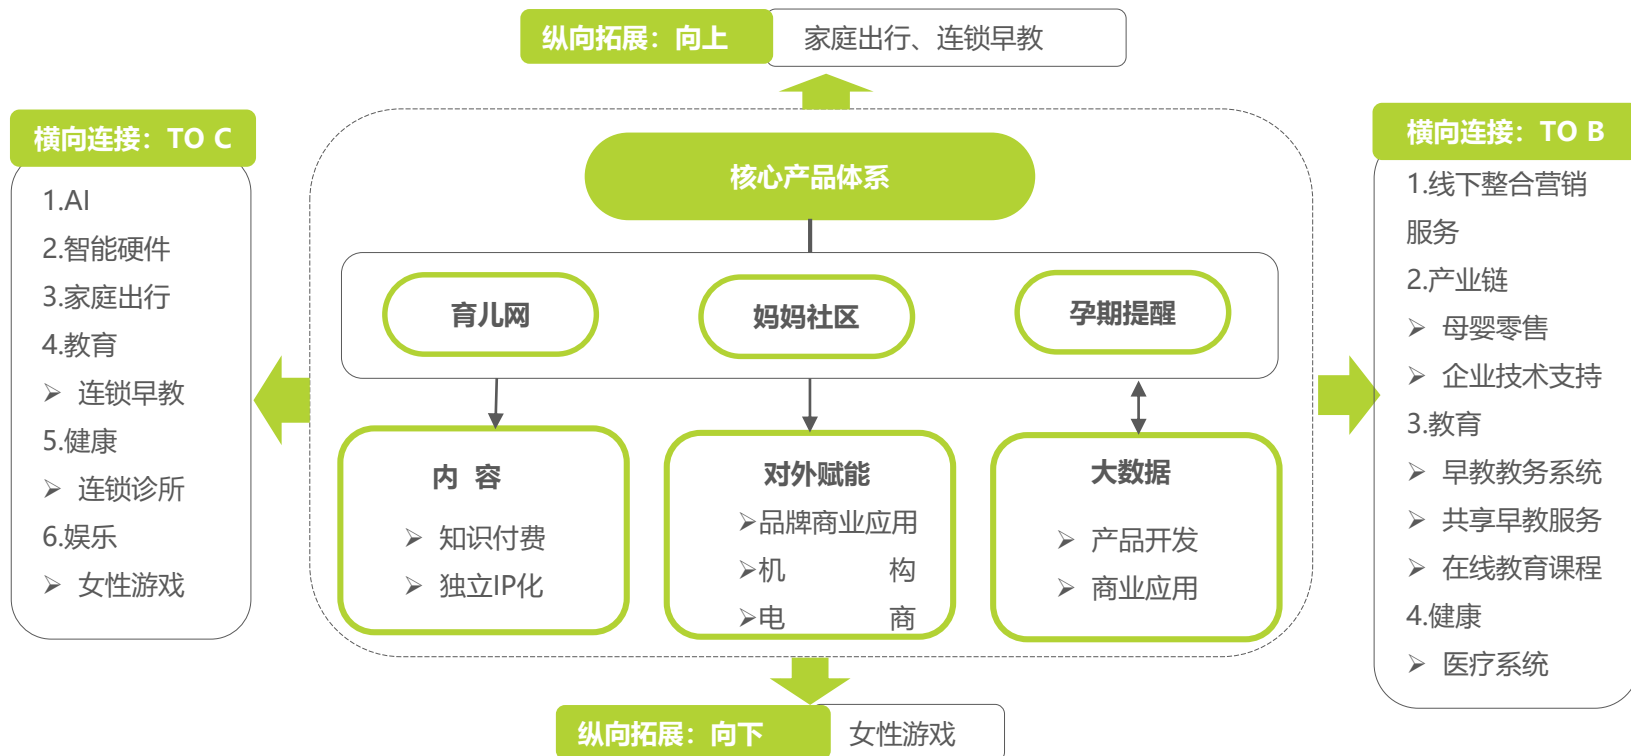 纵向拓展：向上
家庭出行、连锁早教
横向连接：TO C
1.AI
2.智能硬件
3.家庭出行
4.教育
➢ 连锁早教
5.健康
➢ 连锁诊所
6.娱乐
➢ 女性游戏
核心产品体系
育儿网
妈妈社区
孕期提醒
内 容
➢ 知识付费
➢ 独立IP化
对外赋能
➢品牌商业应用
➢机 构
➢电 商
大数据
➢ 产品开发
➢ 商业应用
横向连接：TO B
1.线下整合营销
服务
2.产业链
➢ 母婴零售
➢ 企业技术支持
3.教育
➢ 早教教务系统
➢ 共享早教服务
➢ 在线教育课程
4.健康
➢ 医疗系统
纵向拓展：向下
女性游戏